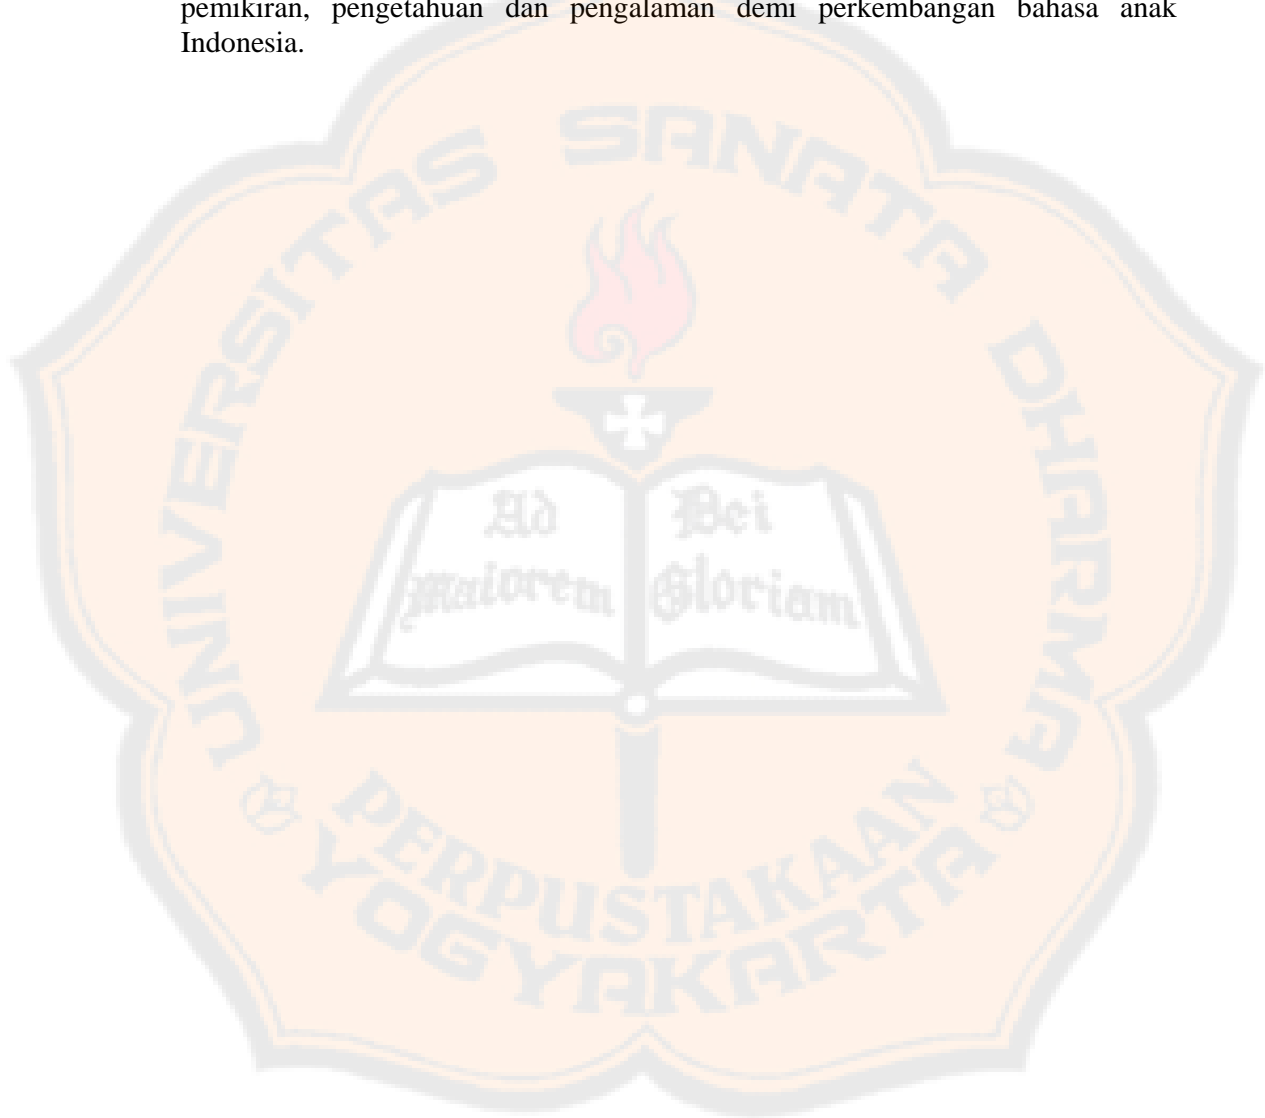 pemikiran, pengetahuan dan pengalaman demi perkembangan bahasa anak
Indonesia.
UNIVERSITAS SANATA DHARMA
Ad
Dei
Maiorem
Gloriam
PERPUSTAKAAN
YOGYAKARTA